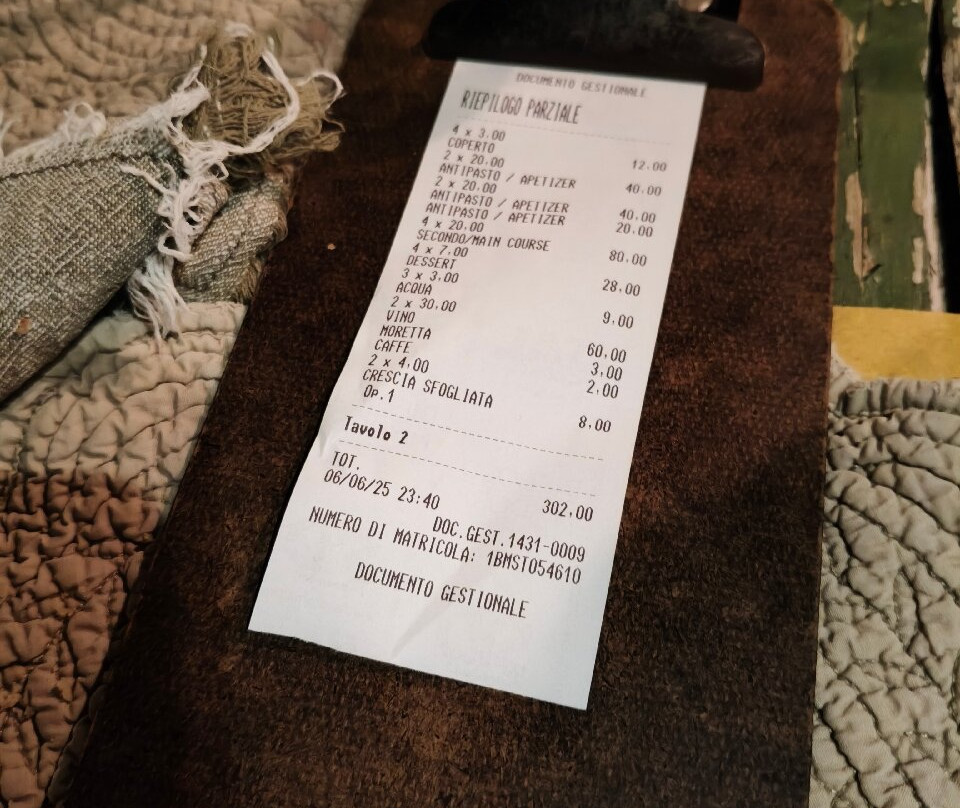 DOCUMENTO GESTIONALE
RIEPILOGO PARZIALE
4 x 3.00
COPERTO 12.00
2 x 20.00
ANTIPASTO / APETIZER 40.00
2 x 20.00
ANTIPASTO / APETIZER 40.00
ANTIPASTO / APETIZER 20.00
4 x 20.00
SECONDO/MAIN COURSE 80.00
4 x 7.00
DESSERT 28.00
3 x 3.00
ACQUA 9.00
2 x 30.00
VINO 60.00
MORETTA 3.00
CAFFE 2.00
2 x 4.00
CRESCIA SFOGLIATA 8.00
Op.1
Tavolo 2
TOT. 302.00
06/06/25 23:40
DOC.GEST.1431-0009
NUMERO DI MATRICOLA: 1BMST054610
DOCUMENTO GESTIONALE